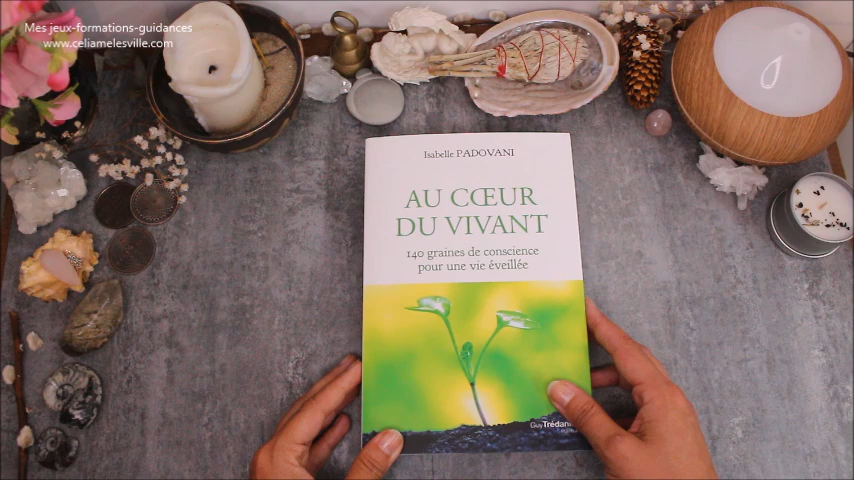 Mes jeux-formations-guidances
www.celiamelesville.com
Isabelle PADOVANI
AU CŒUR
DU VIVANT
140 graines de conscience
pour une vie éveillée
GuyTrédan